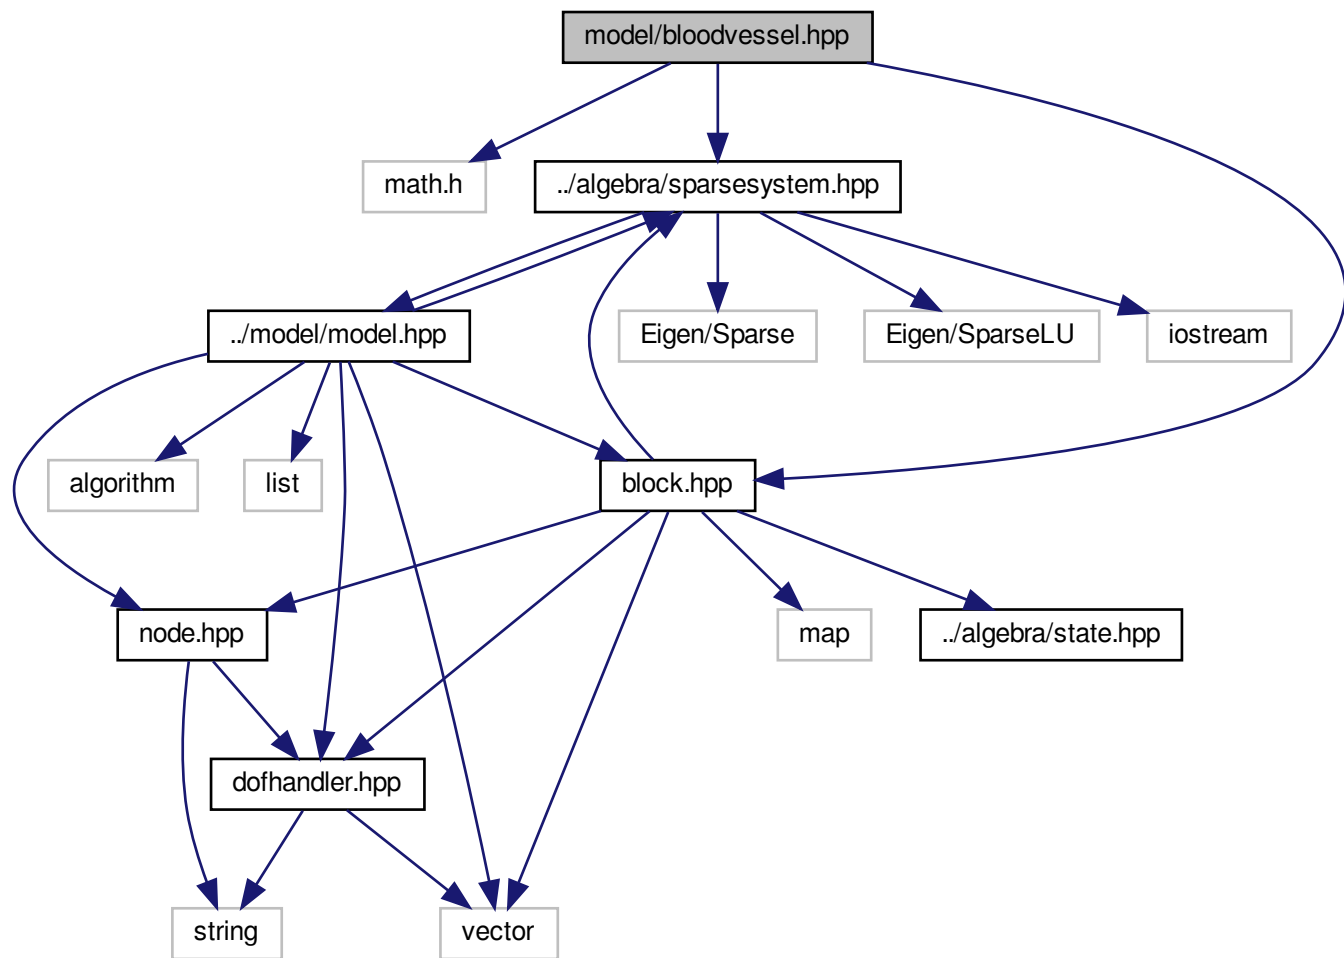 model/bloodvessel.hpp
math.h
../algebra/sparsesystem.hpp
../model/model.hpp
Eigen/Sparse
Eigen/SparseLU
iostream
algorithm
list
block.hpp
node.hpp
map
../algebra/state.hpp
dofhandler.hpp
string
vector